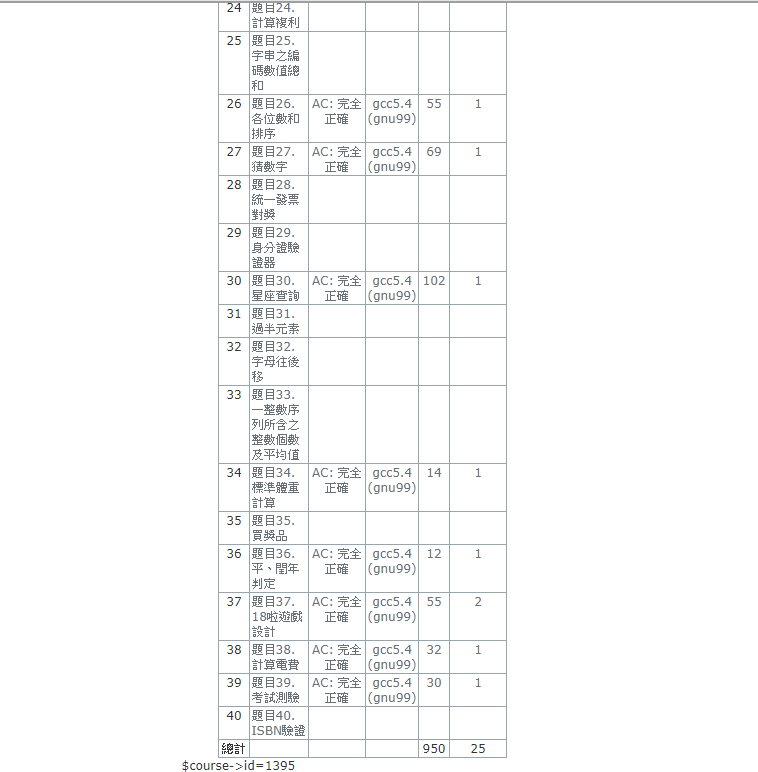 24 題目24. 計算複利
25 題目25. 字串之編碼數值總和
26 題目26. 各位數和排序 AC: 完全正確 gcc5.4 (gnu99) 55 1
27 題目27. 猜數字 AC: 完全正確 gcc5.4 (gnu99) 69 1
28 題目28. 統一發票對獎
29 題目29. 身分證驗證器
30 題目30. 星座查詢 AC: 完全正確 gcc5.4 (gnu99) 102 1
31 題目31. 過半元素
32 題目32. 字母往後移
33 題目33. 一整數序列所含之整數個數及平均值
34 題目34. 標準體重計算 AC: 完全正確 gcc5.4 (gnu99) 14 1
35 題目35. 買獎品
36 題目36. 平、閏年判定 AC: 完全正確 gcc5.4 (gnu99) 12 1
37 題目37. 18啦遊戲設計 AC: 完全正確 gcc5.4 (gnu99) 55 2
38 題目38. 計算電費 AC: 完全正確 gcc5.4 (gnu99) 32 1
39 題目39. 考試測驗 AC: 完全正確 gcc5.4 (gnu99) 30 1
40 題目40. ISBN驗證
總計 950 25
$course->id=1395